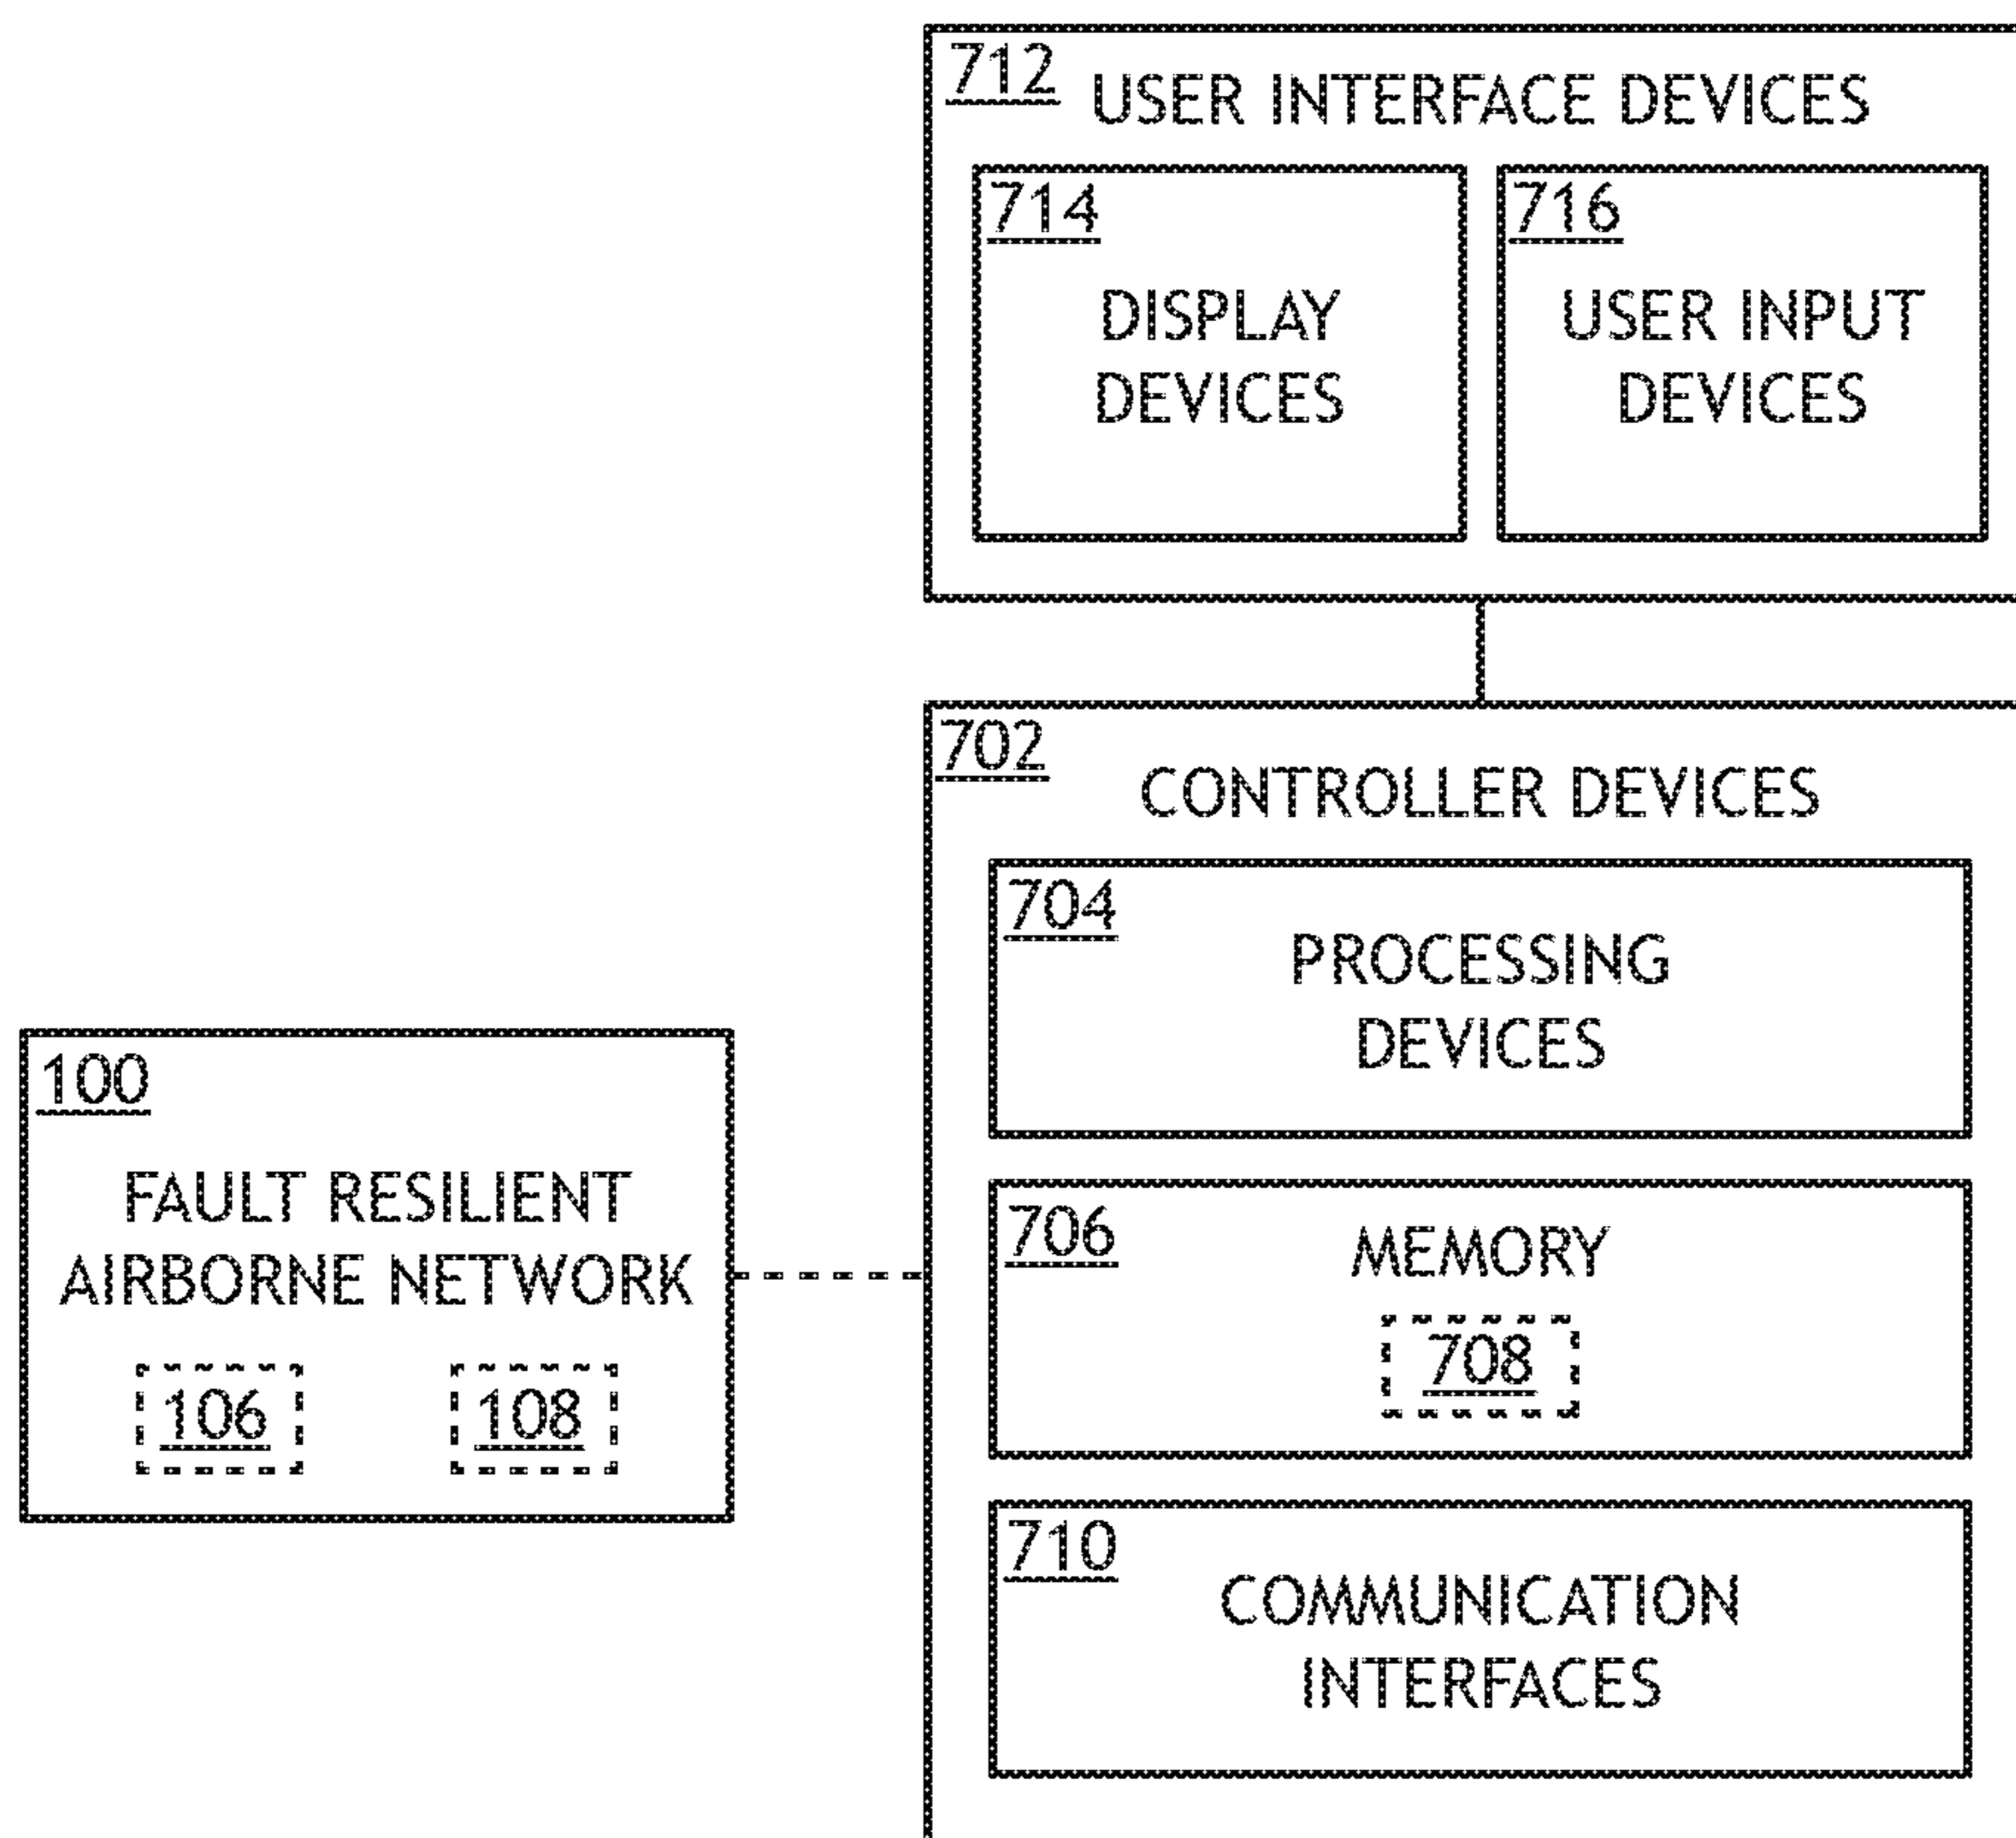 712
USER INTERFACE DEVICES
714
DISPLAY
DEVICES
716
USER INPUT
DEVICES
702
CONTROLLER DEVICES
704
PROCESSING
DEVICES
706
MEMORY
708
710
COMMUNICATION
INTERFACES
100
FAULT RESILIENT
AIRBORNE NETWORK
106
108